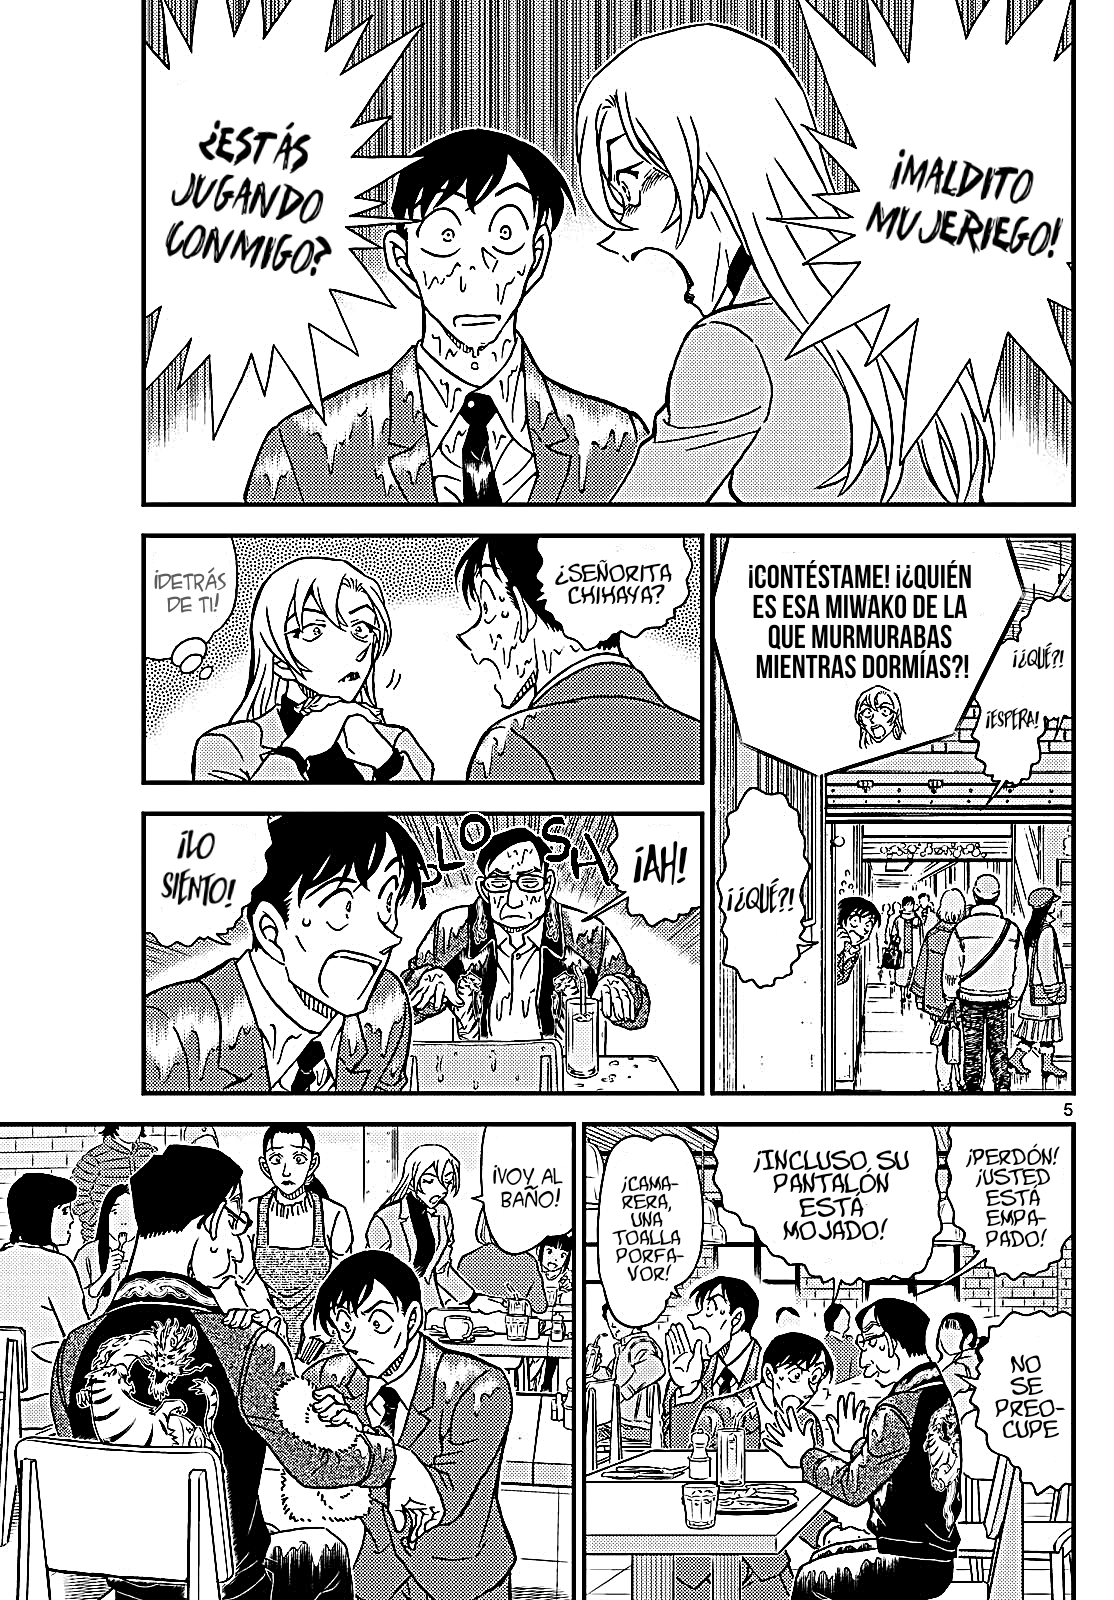 ¡MALDITO
MUJERIEGO!
¿ESTÁS
JUGANDO
CONMIGO?
¡CONTÉSTAME! ¡¿QUIÉN
ES ESA MIWAKO DE LA
QUE MURMURABAS
MIENTRAS DORMÍAS?!
¡¿QUÉ?!
¡ESPERA!
¡¿QUÉ?!
¿SEÑORITA
CHIHAYA?
¡DETRÁS
DE TI!
¡AH!
PLOOSH
¡LO
SIENTO!
5
¡PERDÓN!
¡USTED
ESTÁ
EMPA-
PADO!
¡INCLUSO SU
PANTALÓN
ESTÁ
MOJADO!
¡CAMA-
RERA,
UNA
TOALLA
PORFA-
VOR!
NO
SE
PREO-
CUPE
¡VOY AL
BAÑO!